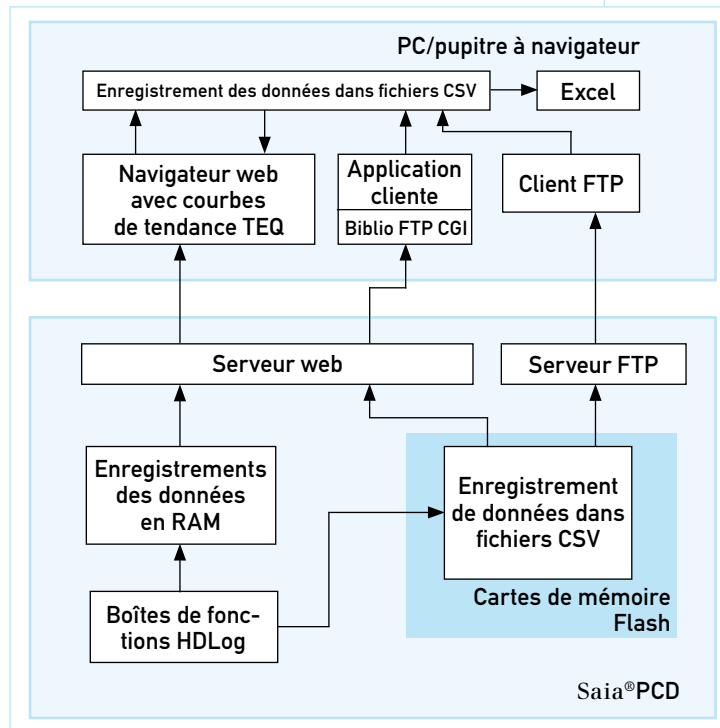 PC/pupitre à navigateur
Enregistrement des données dans fichiers CSV
Excel
Navigateur web
avec courbes
de tendance TEQ
Application
cliente
Biblio FTP CGI
Client FTP
Serveur web
Serveur FTP
Enregistrements
des données
en RAM
Enregistrement
de données dans
fichiers CSV
Boîtes de fonc-
tions HDLog
Cartes de mémoire
Flash
Saia®PCD